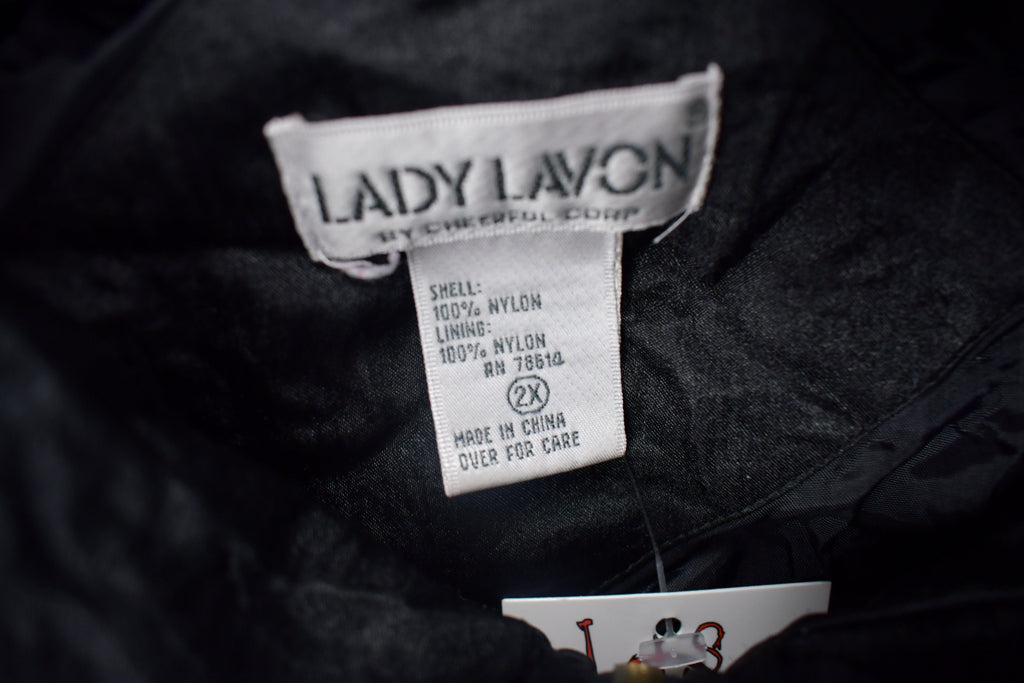 LADY LAVON
BY CHEERFUL CORP
SHELL:
100% NYLON
LINING:
100% NYLON
RN 78614
2X
MADE IN CHINA
OVER FOR CARE